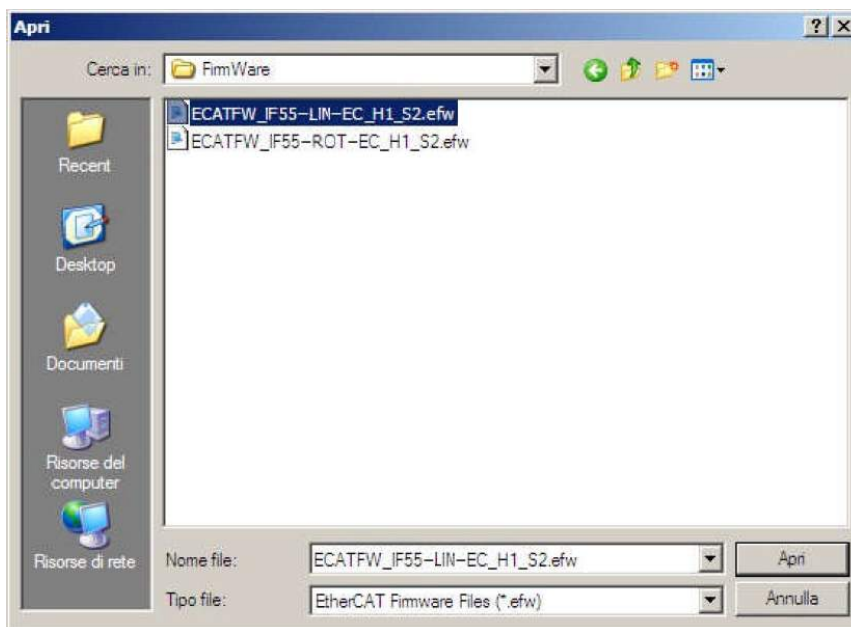 Apri
Cerca in: FirmWare
ECATFW_IF55-LIN-EC_H1_S2.efw
ECATFW_IF55-ROT-EC_H1_S2.efw
Recent
Desktop
Documenti
Risorse del
computer
Risorse di rete
Nome file: ECATFW_IF55-LIN-EC_H1_S2.efw Apri
Tipo file: EtherCAT Firmware Files (*.efw) Annulla